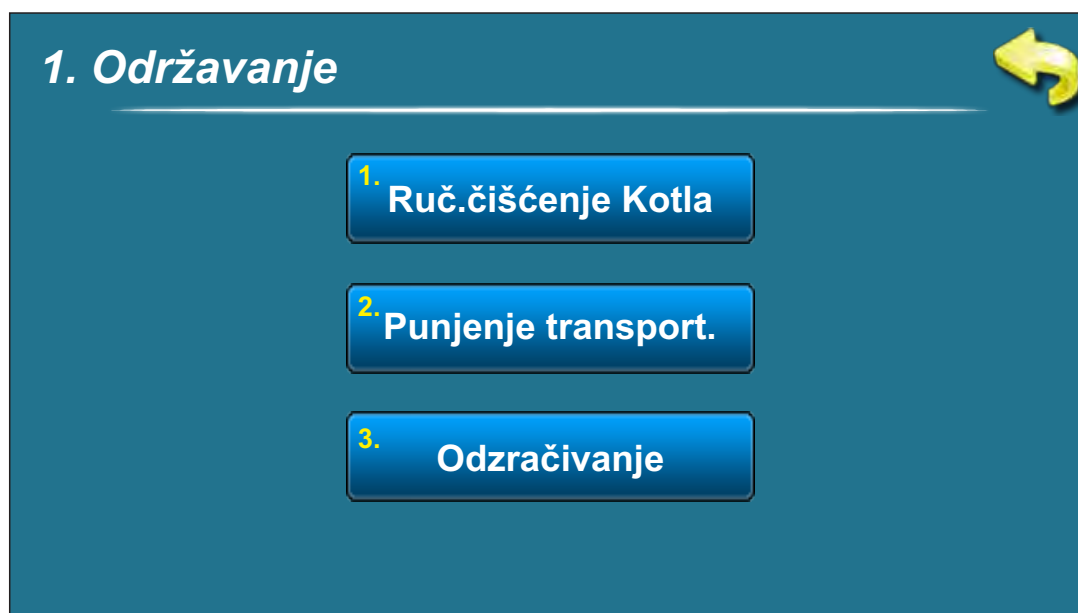 1. Održavanje
1.
Ruč.čišćenje Kotla
2.
Punjenje transport.
3.
Odzračivanje